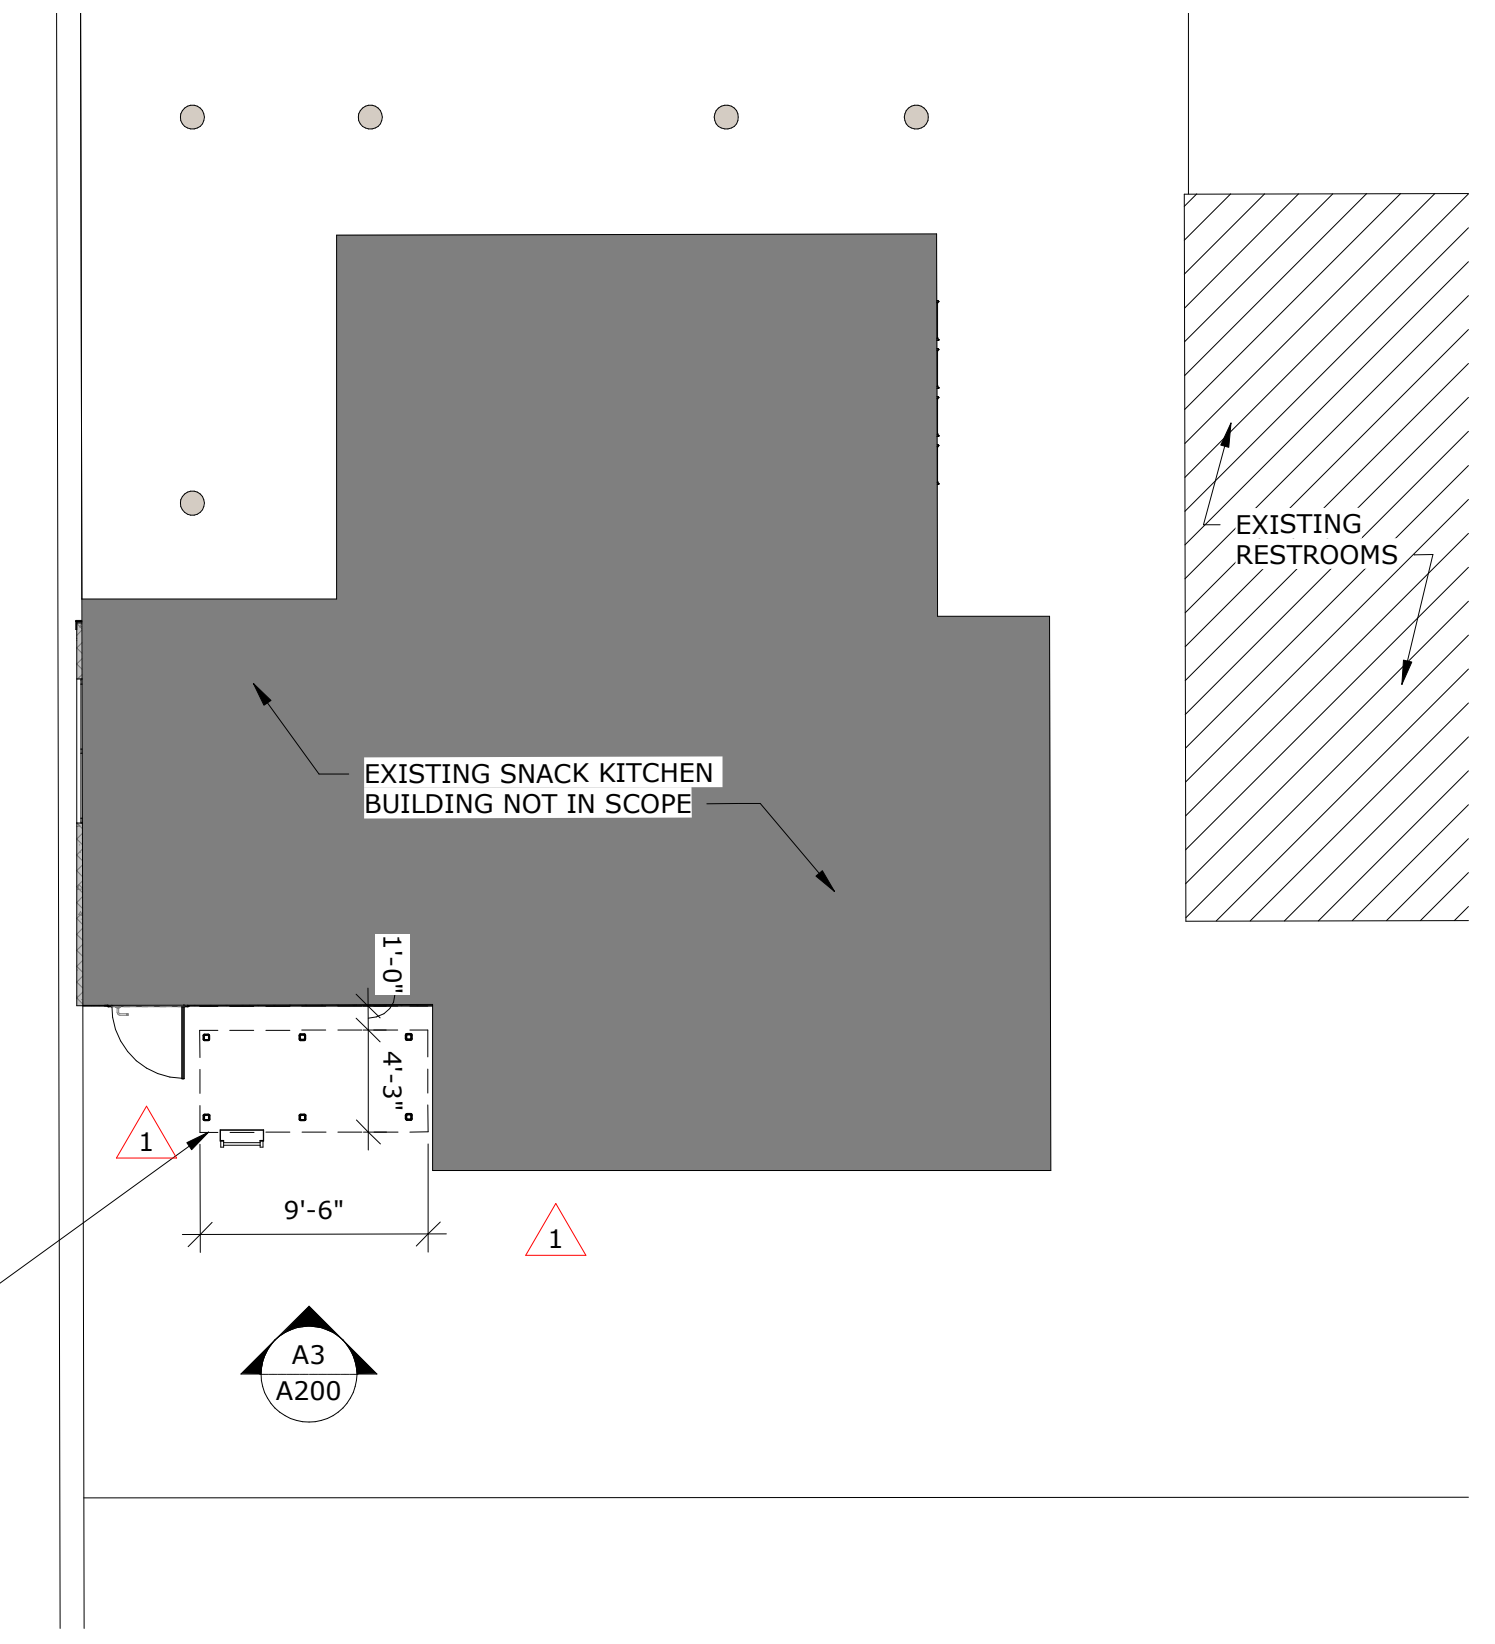 EXISTING
RESTROOMS
EXISTING SNACK KITCHEN
BUILDING NOT IN SCOPE
1'-0"
4'-3"
1
9'-6"
1
A3
A200